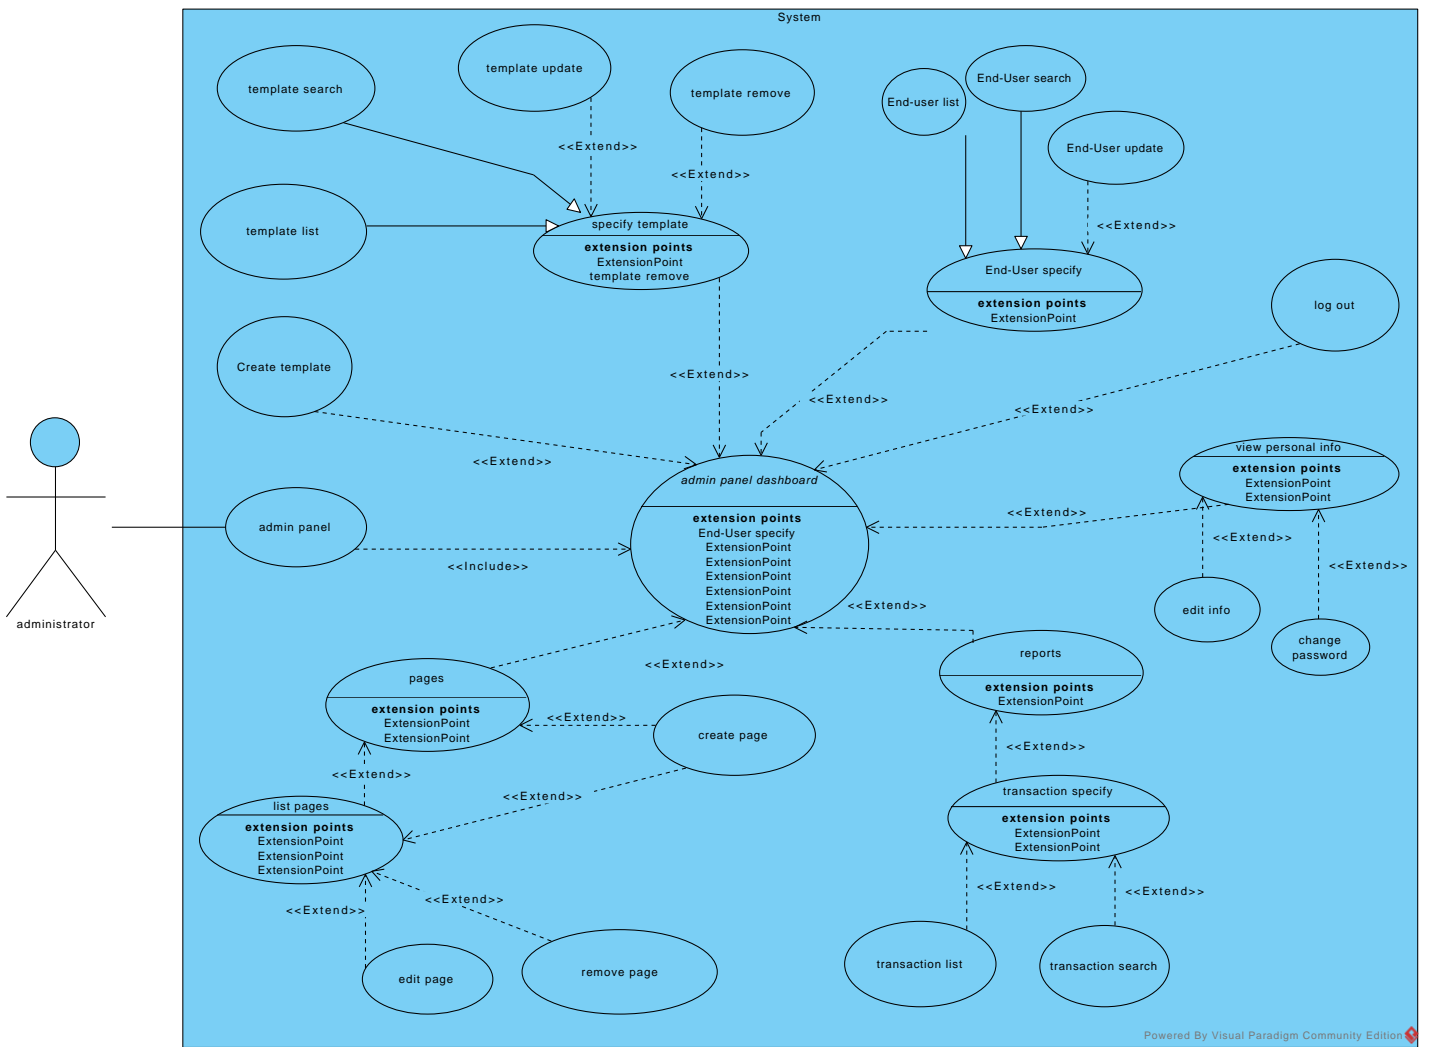 System
template search
template update
template remove
End-user list
End-User search
End-User update
<<Extend>>
<<Extend>>
<<Extend>>
template list
specify template
extension points
ExtensionPoint
template remove
End-User specify
extension points
ExtensionPoint
log out
Create template
<<Extend>>
<<Extend>>
<<Extend>>
<<Extend>>
view personal info
extension points
ExtensionPoint
ExtensionPoint
admin panel dashboard
extension points
End-User specify
ExtensionPoint
ExtensionPoint
ExtensionPoint
ExtensionPoint
ExtensionPoint
ExtensionPoint
admin panel
<<Include>>
<<Extend>>
<<Extend>>
<<Extend>>
edit info
change
password
administrator
<<Extend>>
<<Extend>>
pages
extension points
ExtensionPoint
ExtensionPoint
<<Extend>>
create page
reports
extension points
ExtensionPoint
<<Extend>>
<<Extend>>
<<Extend>>
list pages
extension points
ExtensionPoint
ExtensionPoint
ExtensionPoint
transaction specify
extension points
ExtensionPoint
ExtensionPoint
<<Extend>>
<<Extend>>
<<Extend>>
<<Extend>>
edit page
remove page
transaction list
transaction search
Powered By Visual Paradigm Community Edition